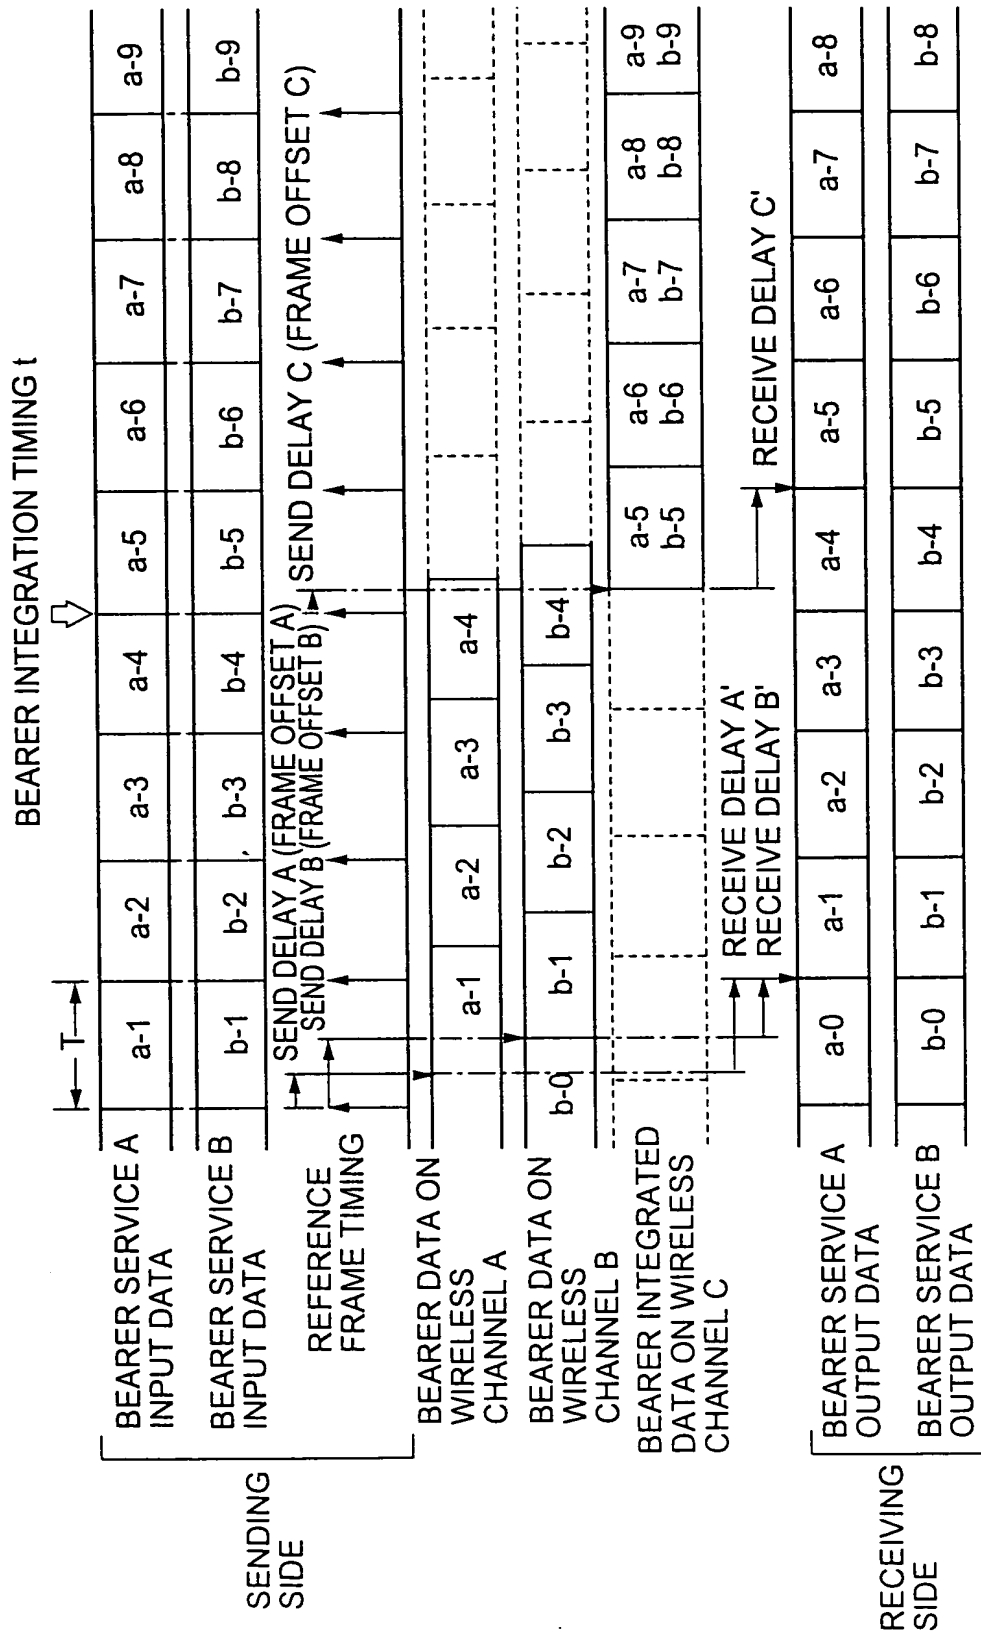 BEARER INTEGRATION TIMING t
T
SENDING
SIDE
BEARER SERVICE A
INPUT DATA
a-1 a-2 a-3 a-4 a-5 a-6 a-7 a-8 a-9
BEARER SERVICE B
INPUT DATA
b-1 b-2 b-3 b-4 b-5 b-6 b-7 b-8 b-9
REFERENCE
FRAME TIMING
SEND DELAY A (FRAME OFFSET A)
SEND DELAY B (FRAME OFFSET B)
SEND DELAY C (FRAME OFFSET C)
BEARER DATA ON
WIRELESS
CHANNEL A
a-1 a-2 a-3 a-4
BEARER DATA ON
WIRELESS
CHANNEL B
b-0 b-1 b-2 b-3 b-4
BEARER INTEGRATED
DATA ON WIRELESS
CHANNEL C
a-5 a-6 a-7 a-8 a-9
b-5 b-6 b-7 b-8 b-9
RECEIVE DELAY A'
RECEIVE DELAY B'
RECEIVE DELAY C'
RECEIVING
SIDE
BEARER SERVICE A
OUTPUT DATA
a-0 a-1 a-2 a-3 a-4 a-5 a-6 a-7 a-8
BEARER SERVICE B
OUTPUT DATA
b-0 b-1 b-2 b-3 b-4 b-5 b-6 b-7 b-8